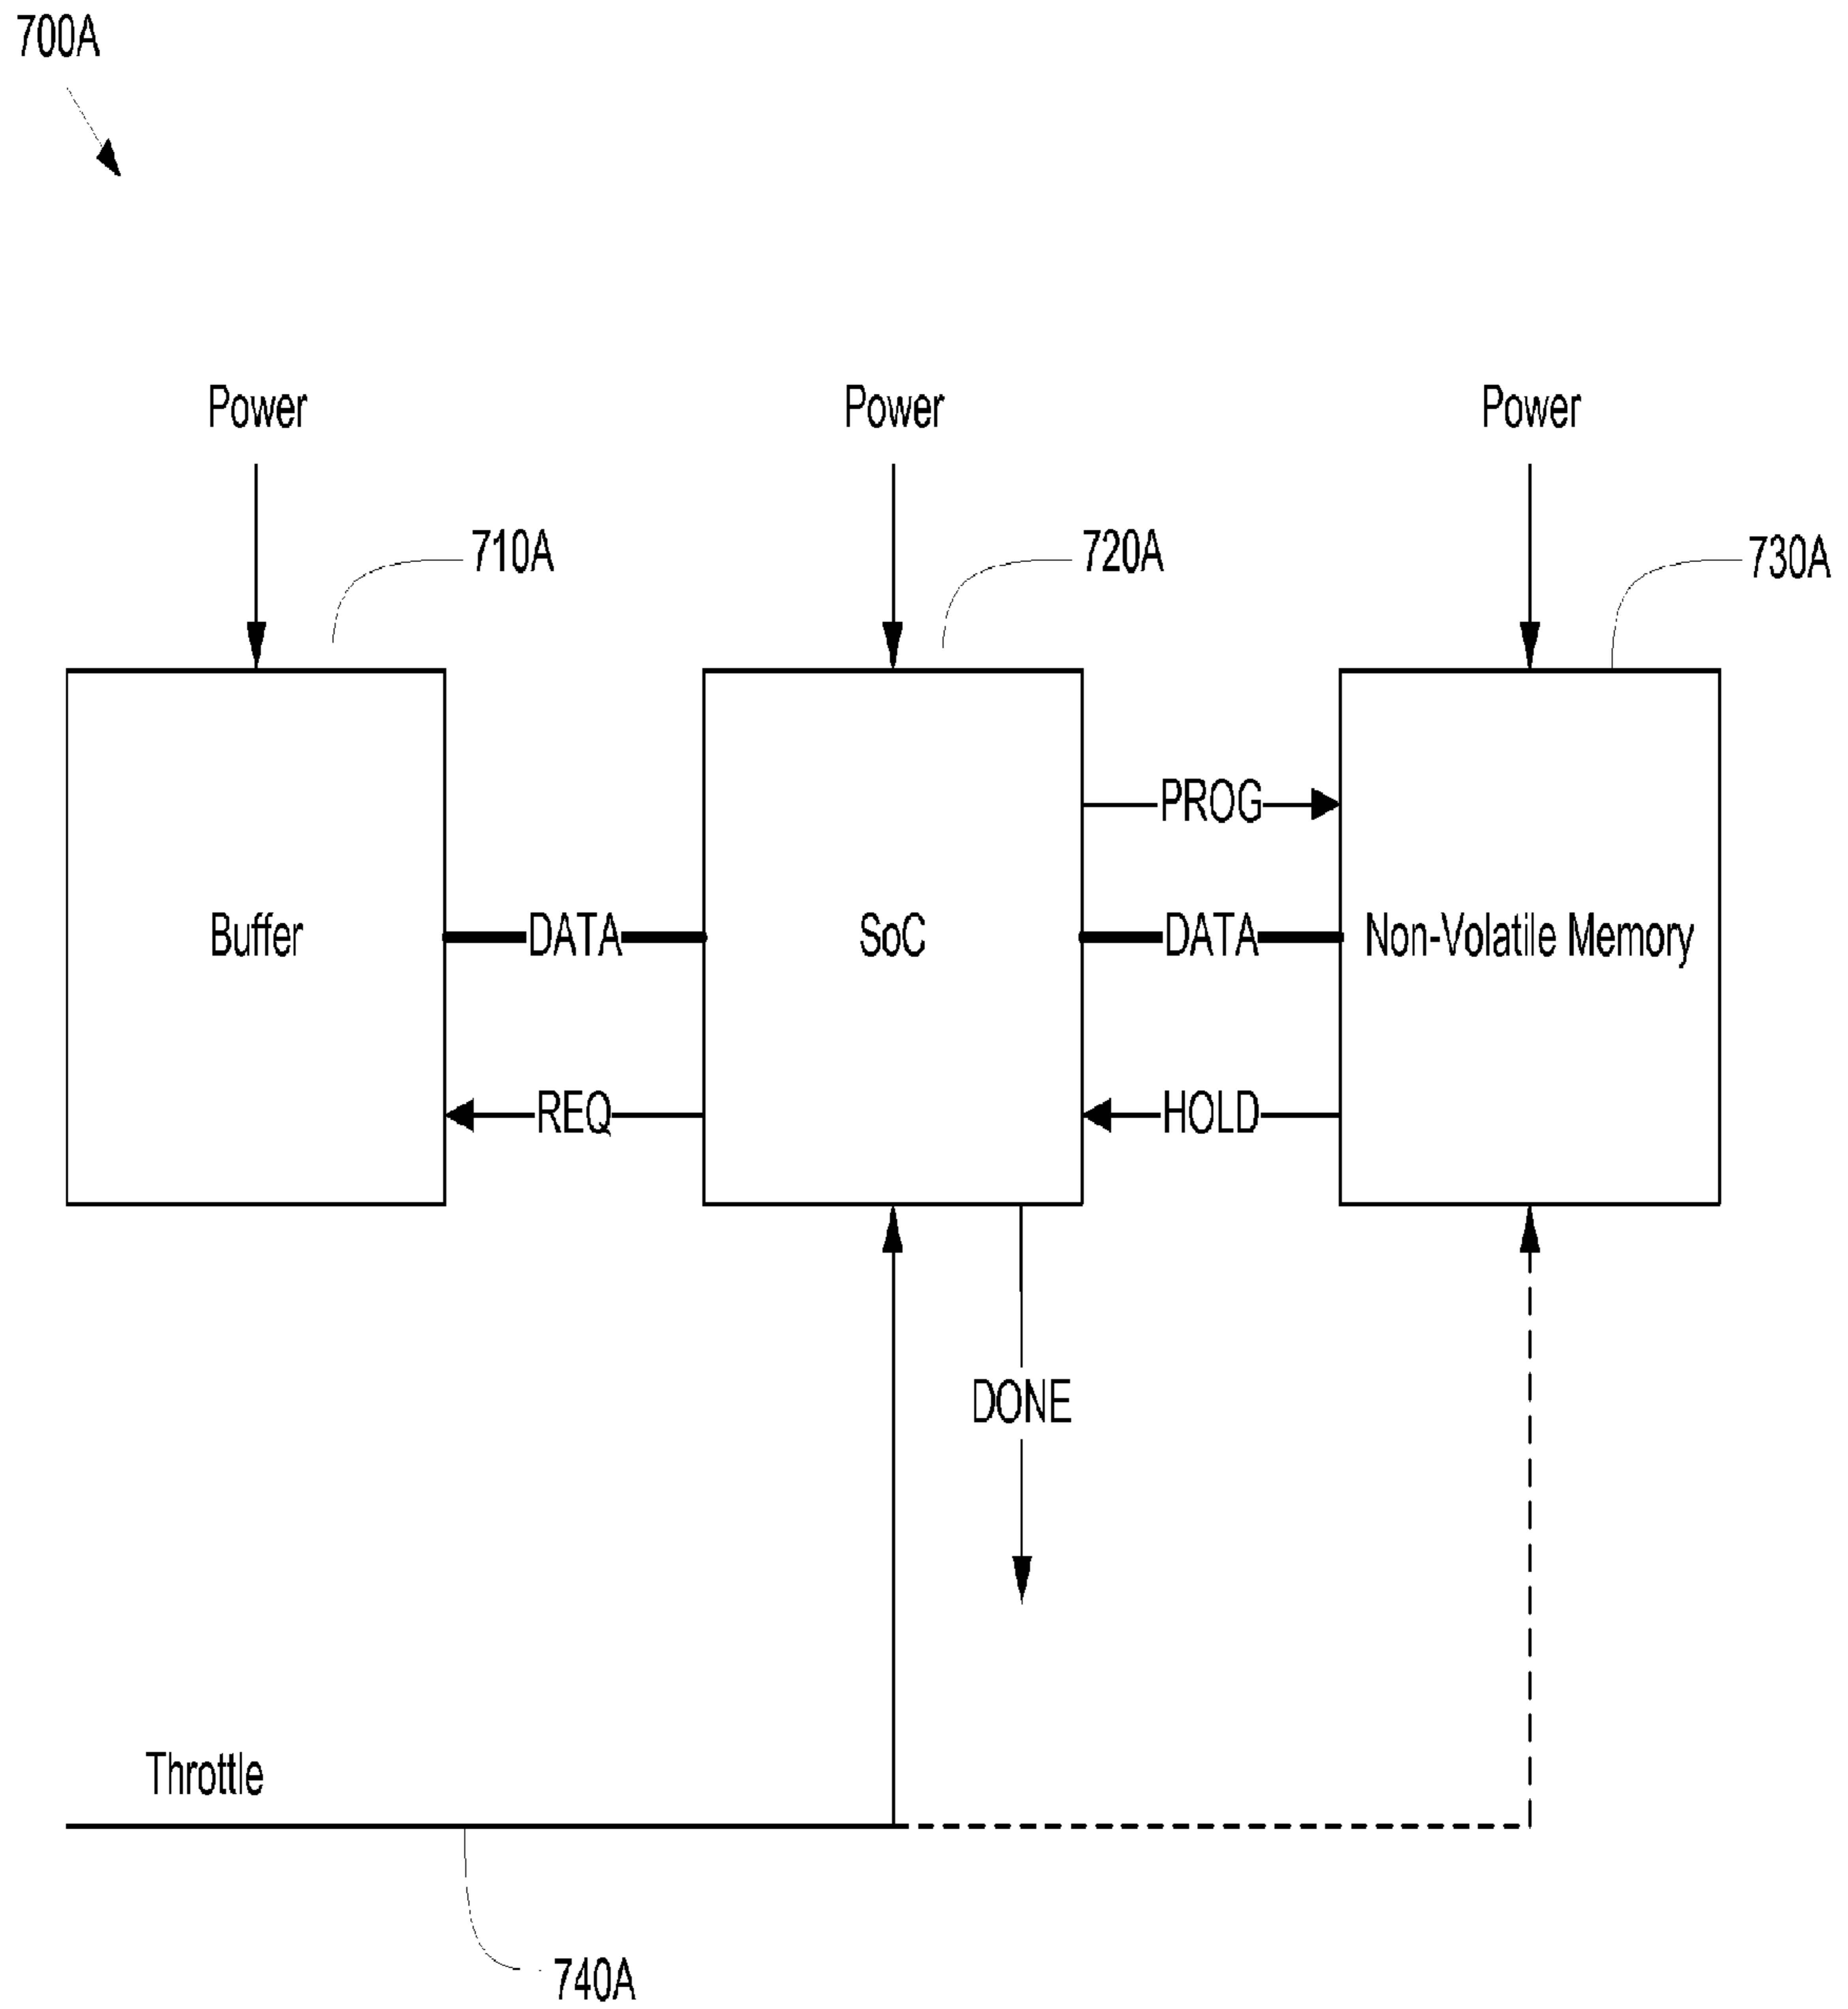 700A
Power
Power
Power
710A
720A
730A
PROG
Buffer
DATA
SoC
DATA
Non-Volatile Memory
REQ
HOLD
DONE
Throttle
740A